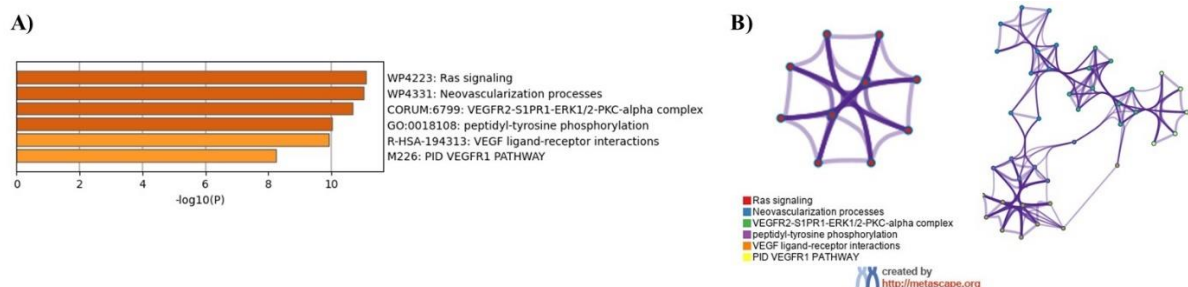 A)
WP4223: Ras signaling
WP4331: Neovascularization processes
CORUM:6799: VEGFR2-S1PR1-ERK1/2-PKC-alpha complex
GO:0018108: peptidyl-tyrosine phosphorylation
R-HSA-194313: VEGF ligand-receptor interactions
M226: PID VEGFR1 PATHWAY
0 2 4 6 8 10
-log10(P)
B)
Ras signaling
Neovascularization processes
VEGFR2-S1PR1-ERK1/2-PKC-alpha complex
peptidyl-tyrosine phosphorylation
VEGF ligand-receptor interactions
PID VEGFR1 PATHWAY
created by
http://metascape.org